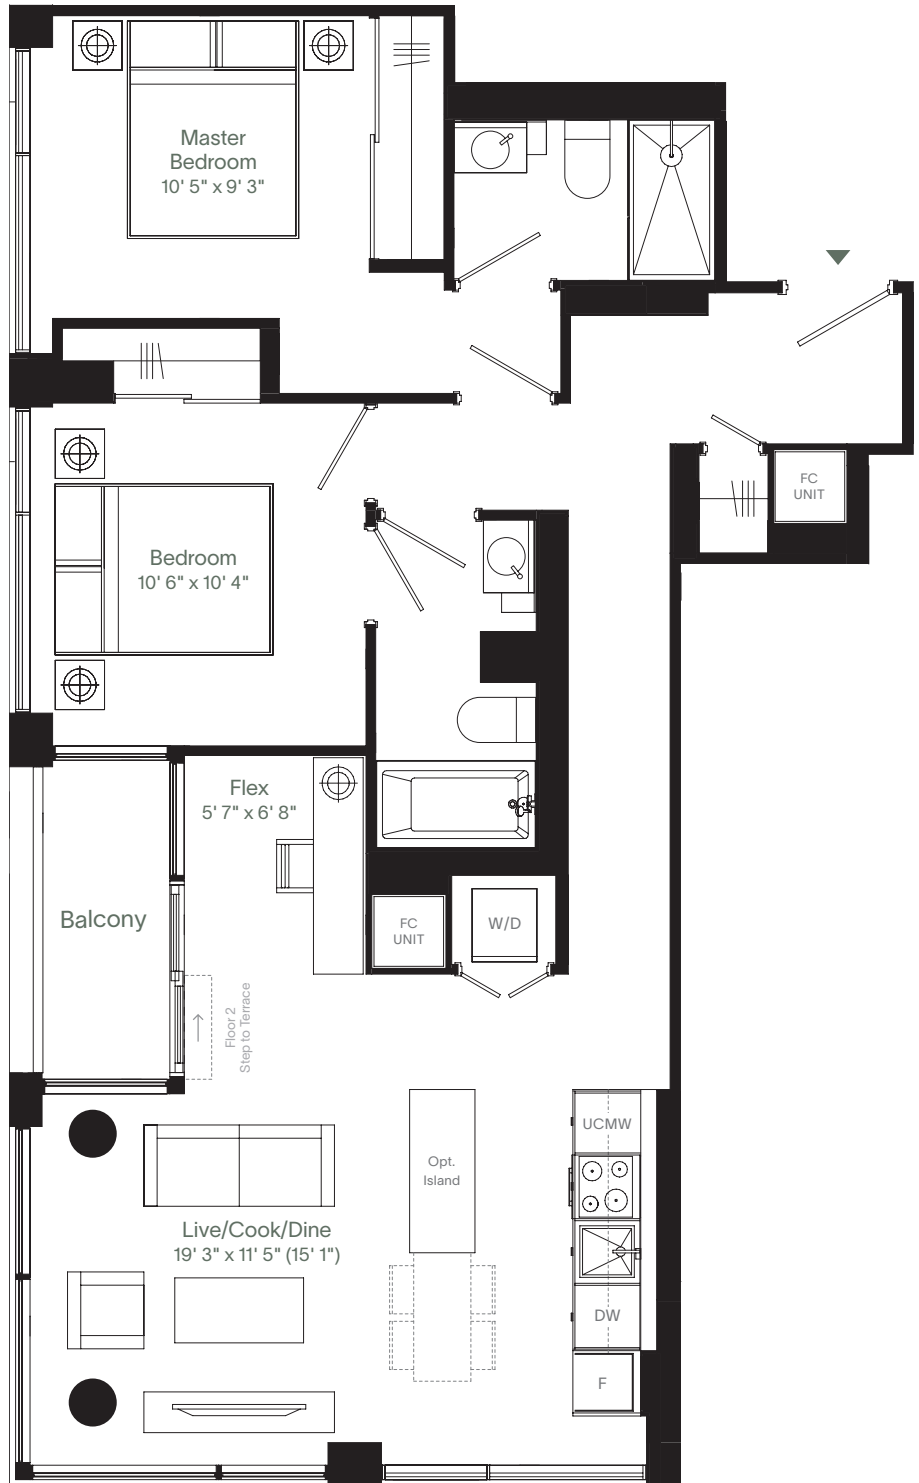 Master
Bedroom
10' 5" x 9' 3"
FC
UNIT
Bedroom
10' 6" x 10' 4"
Flex
5' 7" x 6' 8"
Balcony
FC
UNIT
W/D
Floor 2
Step to Terrace
UCMW
Opt.
Island
Live/Cook/Dine
19' 3" x 11' 5" (15' 1")
DW
F